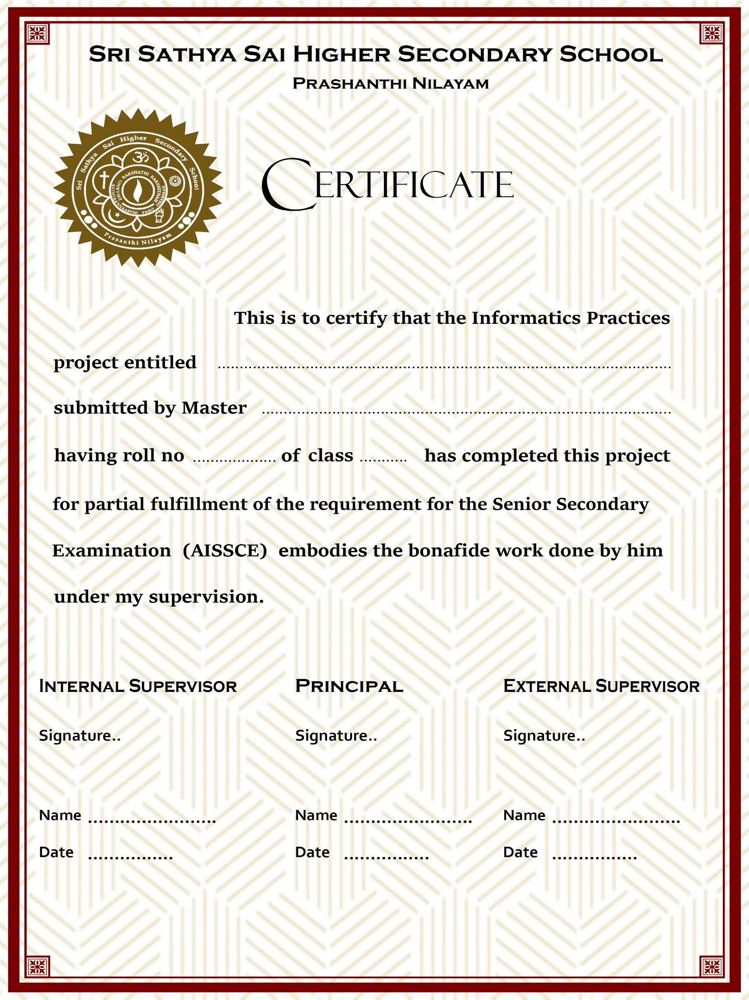 SRI SATHYA SAI HIGHER SECONDARY SCHOOL
PRASHANTHI NILAYAM
Sri Sathya Sai Higher Secondary School
DHARMO RAKSHATHI RAKSHITHAH
SATHYANNAASTHI PARO DHARMAH
Prasanthi Nilayam
CERTIFICATE
This is to certify that the Informatics Practices
project entitled ........................................................................................................
submitted by Master ..............................................................................................
having roll no ................... of class ........... has completed this project
for partial fulfillment of the requirement for the Senior Secondary
Examination (AISSCE) embodies the bonafide work done by him
under my supervision.
INTERNAL SUPERVISOR PRINCIPAL EXTERNAL SUPERVISOR
Signature.. Signature.. Signature..
Name ........................ Name ........................ Name ........................
Date ................ Date ................ Date ................